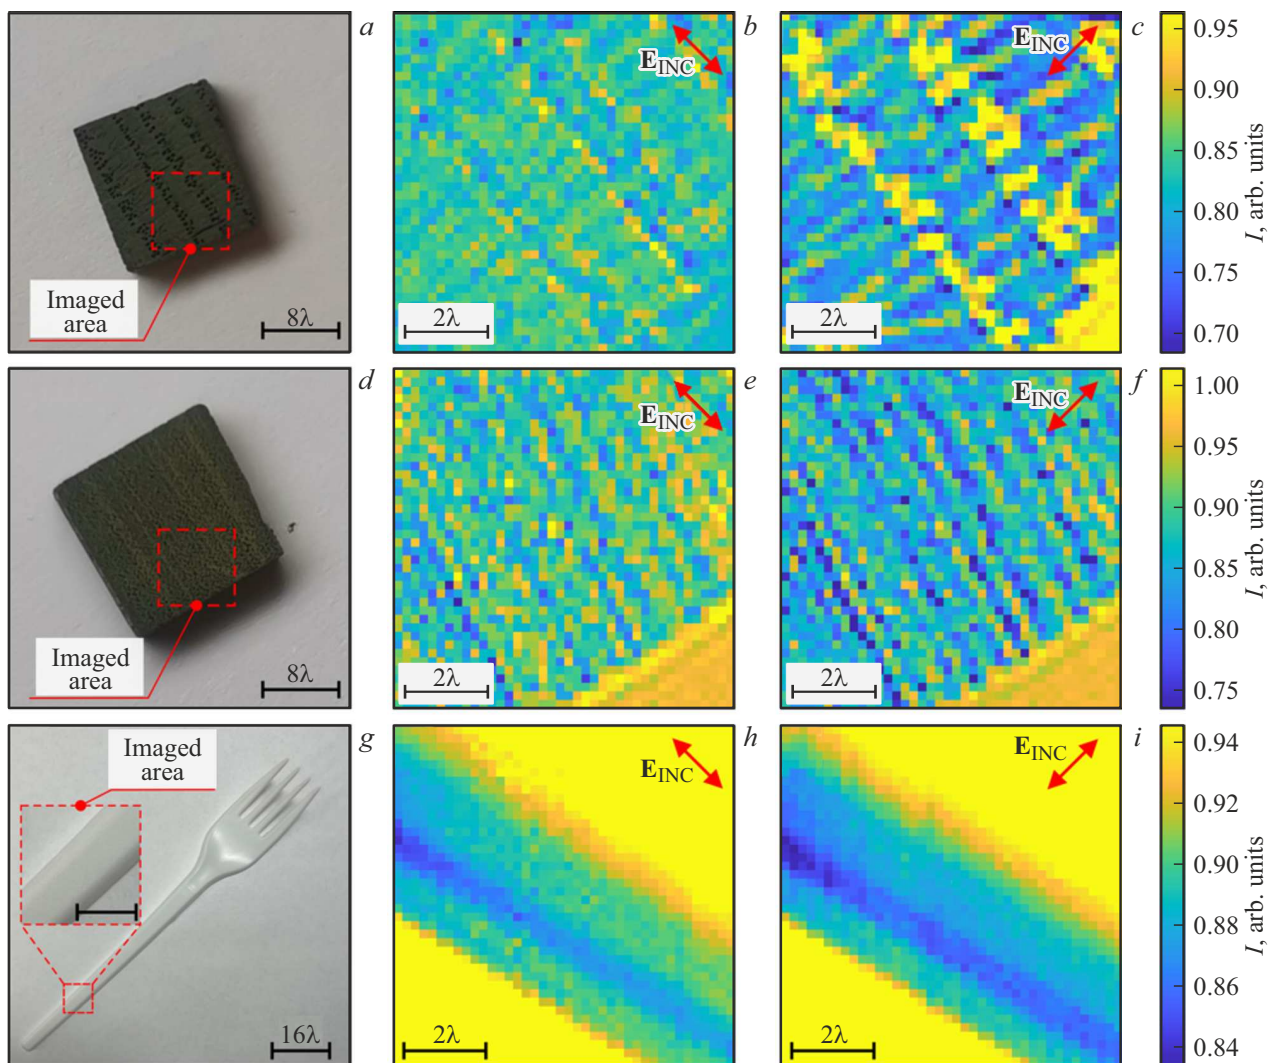 a
Imaged
area
8λ
b
E_INC
2λ
c
E_INC
2λ
0.95
0.90
0.85
0.80
0.75
0.70
I, arb. units
d
Imaged
area
8λ
e
E_INC
2λ
f
E_INC
2λ
1.00
0.95
0.90
0.85
0.80
0.75
I, arb. units
g
Imaged
area
16λ
h
E_INC
2λ
i
E_INC
2λ
0.94
0.92
0.90
0.88
0.86
0.84
I, arb. units